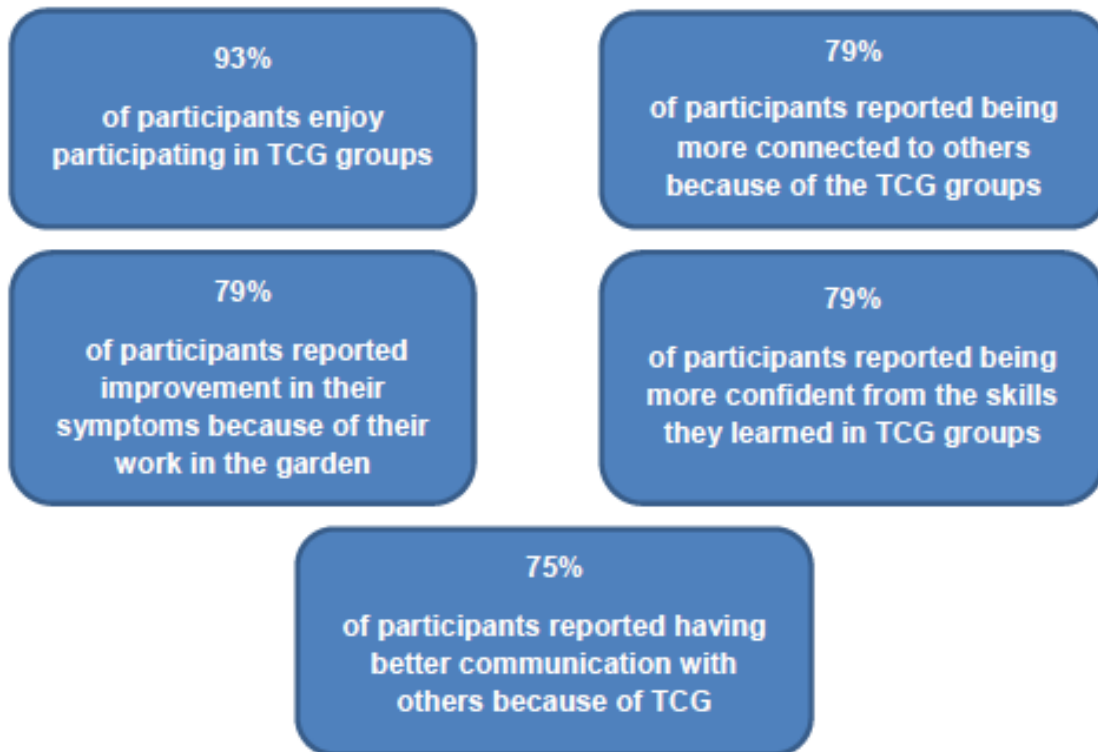 93%
of participants enjoy
participating in TCG groups
79%
of participants reported being
more connected to others
because of the TCG groups
79%
of participants reported
improvement in their
symptoms because of their
work in the garden
79%
of participants reported being
more confident from the skills
they learned in TCG groups
75%
of participants reported having
better communication with
others because of TCG